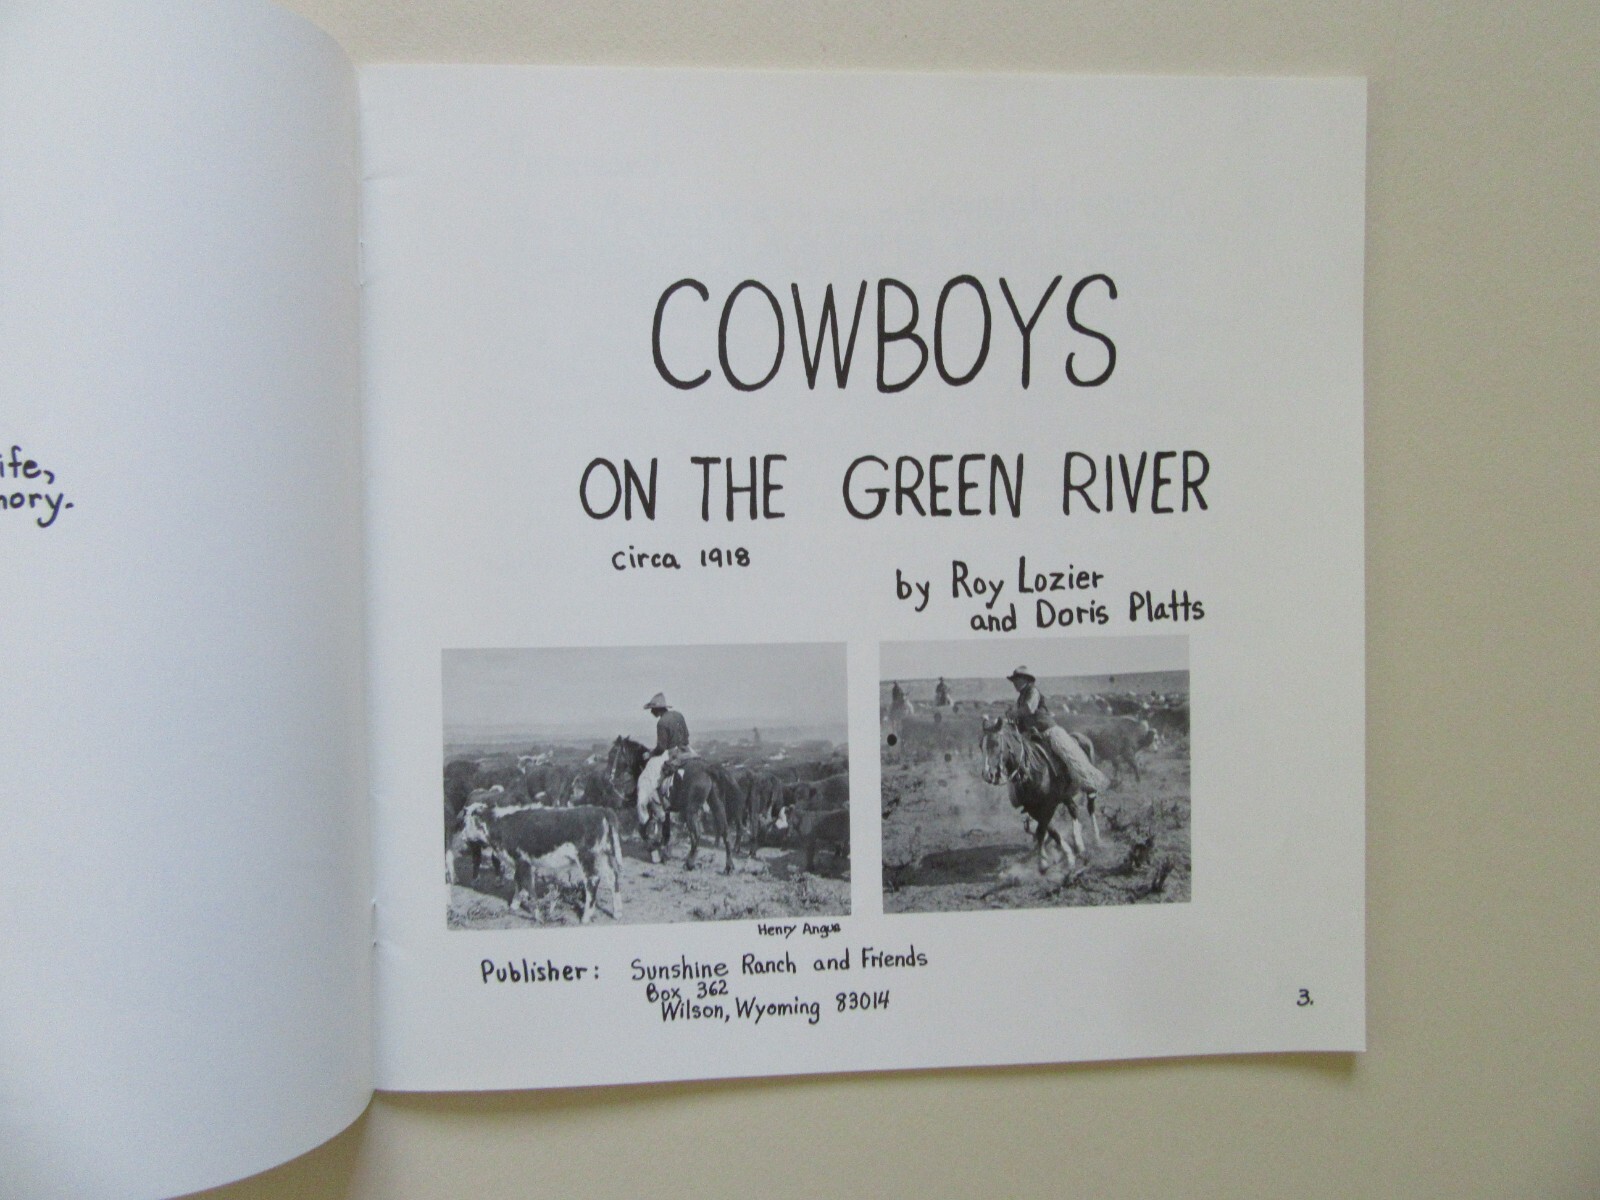 ife,
mory.
COWBOYS
ON THE GREEN RIVER
circa 1918
by Roy Lozier
and Doris Platts
Henry Angus
Publisher: Sunshine Ranch and Friends
Box 362
Wilson, Wyoming 83014
3.